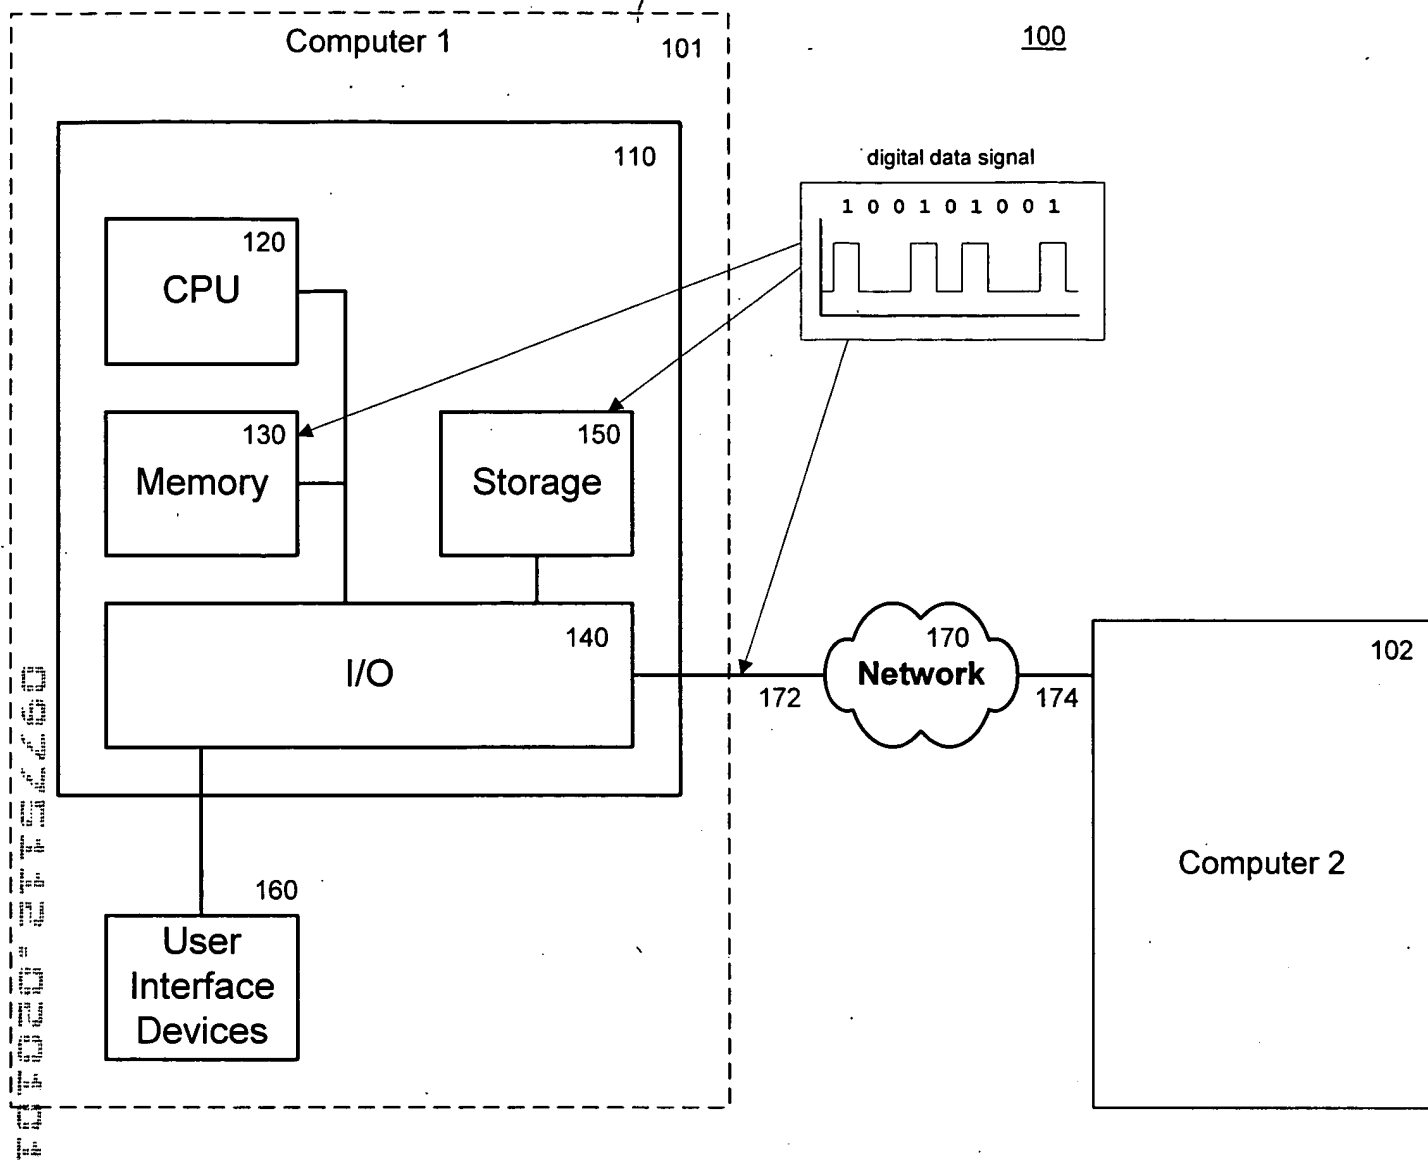 Computer 1
101
100
110
digital data signal
1 0 0 1 0 1 0 0 1
120
CPU
130
Memory
150
Storage
140
I/O
170
Network
172
174
102
Computer 2
160
User
Interface
Devices